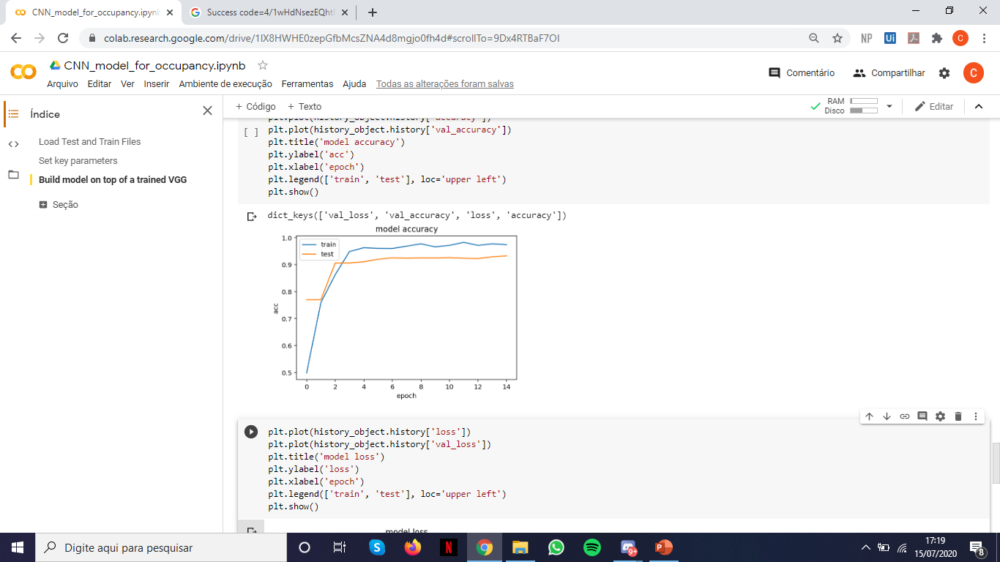 CNN_model_for_occupancy.ipynb
Success code=4/1wHdNsezEQht
colab.research.google.com/drive/1IX8HWHE0zepGfbMcsZNA4d8mgjo0fh4d#scrollTo=9Dx4RTBaF7OI
NP
Ui
C
CNN_model_for_occupancy.ipynb
Comentário
Compartilhar
C
Arquivo Editar Ver Inserir Ambiente de execução Ferramentas Ajuda Todas as alterações foram salvas
Índice
+ Código + Texto
RAM
Disco
Editar
Load Test and Train Files
Set key parameters
Build model on top of a trained VGG
Seção
plt.plot(history_object.history['accuracy'])
[ ] plt.plot(history_object.history['val_accuracy'])
plt.title('model accuracy')
plt.ylabel('acc')
plt.xlabel('epoch')
plt.legend(['train', 'test'], loc='upper left')
plt.show()
dict_keys(['val_loss', 'val_accuracy', 'loss', 'accuracy'])
model accuracy
train
test
1.0
0.9
0.8
0.7
0.6
0.5
acc
0 2 4 6 8 10 12 14
epoch
plt.plot(history_object.history['loss'])
plt.plot(history_object.history['val_loss'])
plt.title('model loss')
plt.ylabel('loss')
plt.xlabel('epoch')
plt.legend(['train', 'test'], loc='upper left')
plt.show()
model loss
Digite aqui para pesquisar
S
N
9+
P
17:19
15/07/2020
8